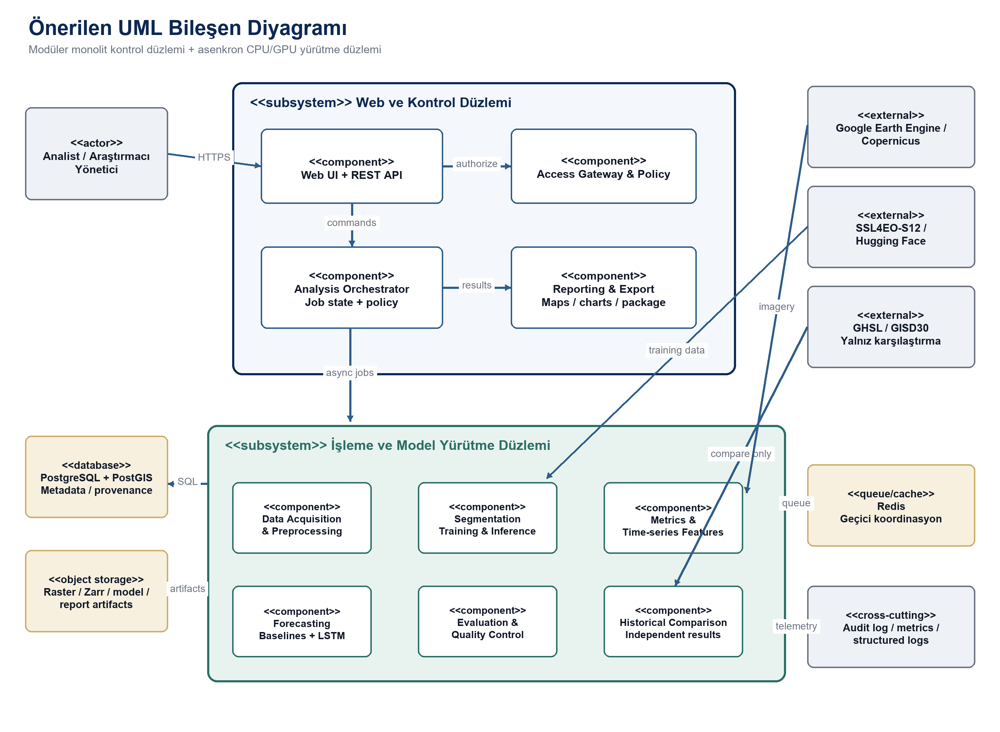 Önerilen UML Bileşen Diyagramı
Modüler monolit kontrol düzlemi + asenkron CPU/GPU yürütme düzlemi
<<actor>>
Analist / Araştırmacı
Yönetici
HTTPS
<<subsystem>> Web ve Kontrol Düzlemi
<<component>>
Web UI + REST API
authorize
<<component>>
Access Gateway & Policy
commands
<<component>>
Analysis Orchestrator
Job state + policy
results
<<component>>
Reporting & Export
Maps / charts / package
async jobs
<<external>>
Google Earth Engine /
Copernicus
<<external>>
SSL4EO-S12 /
Hugging Face
<<external>>
GHSL / GISD30
Yalnız karşılaştırma
imagery
training data
compare only
<<subsystem>> İşleme ve Model Yürütme Düzlemi
<<component>>
Data Acquisition
& Preprocessing
<<component>>
Segmentation
Training & Inference
<<component>>
Metrics &
Time-series Features
<<component>>
Forecasting
Baselines + LSTM
<<component>>
Evaluation &
Quality Control
<<component>>
Historical Comparison
Independent results
<<database>>
PostgreSQL + PostGIS
Metadata / provenance
SQL
<<object storage>>
Raster / Zarr / model /
report artifacts
artifacts
queue
<<queue/cache>>
Redis
Geçici koordinasyon
telemetry
<<cross-cutting>>
Audit log / metrics /
structured logs